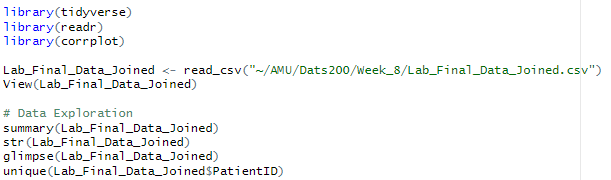 library(tidyverse)
library(readr)
library(corrplot)
Lab_Final_Data_Joined <- read_csv("~/AMU/Dats200/Week_8/Lab_Final_Data_Joined.csv")
View(Lab_Final_Data_Joined)
# Data Exploration
summary(Lab_Final_Data_Joined)
str(Lab_Final_Data_Joined)
glimpse(Lab_Final_Data_Joined)
unique(Lab_Final_Data_Joined$PatientID)